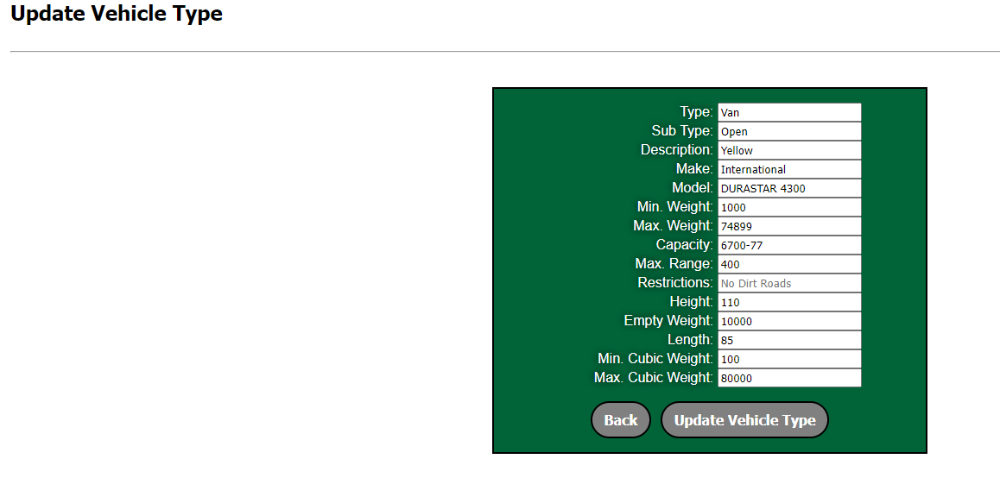 Update Vehicle Type
Type: Van
Sub Type: Open
Description: Yellow
Make: International
Model: DURASTAR 4300
Min. Weight: 1000
Max. Weight: 74899
Capacity: 6700-77
Max. Range: 400
Restrictions: No Dirt Roads
Height: 110
Empty Weight: 10000
Length: 85
Min. Cubic Weight: 100
Max. Cubic Weight: 80000
Back Update Vehicle Type